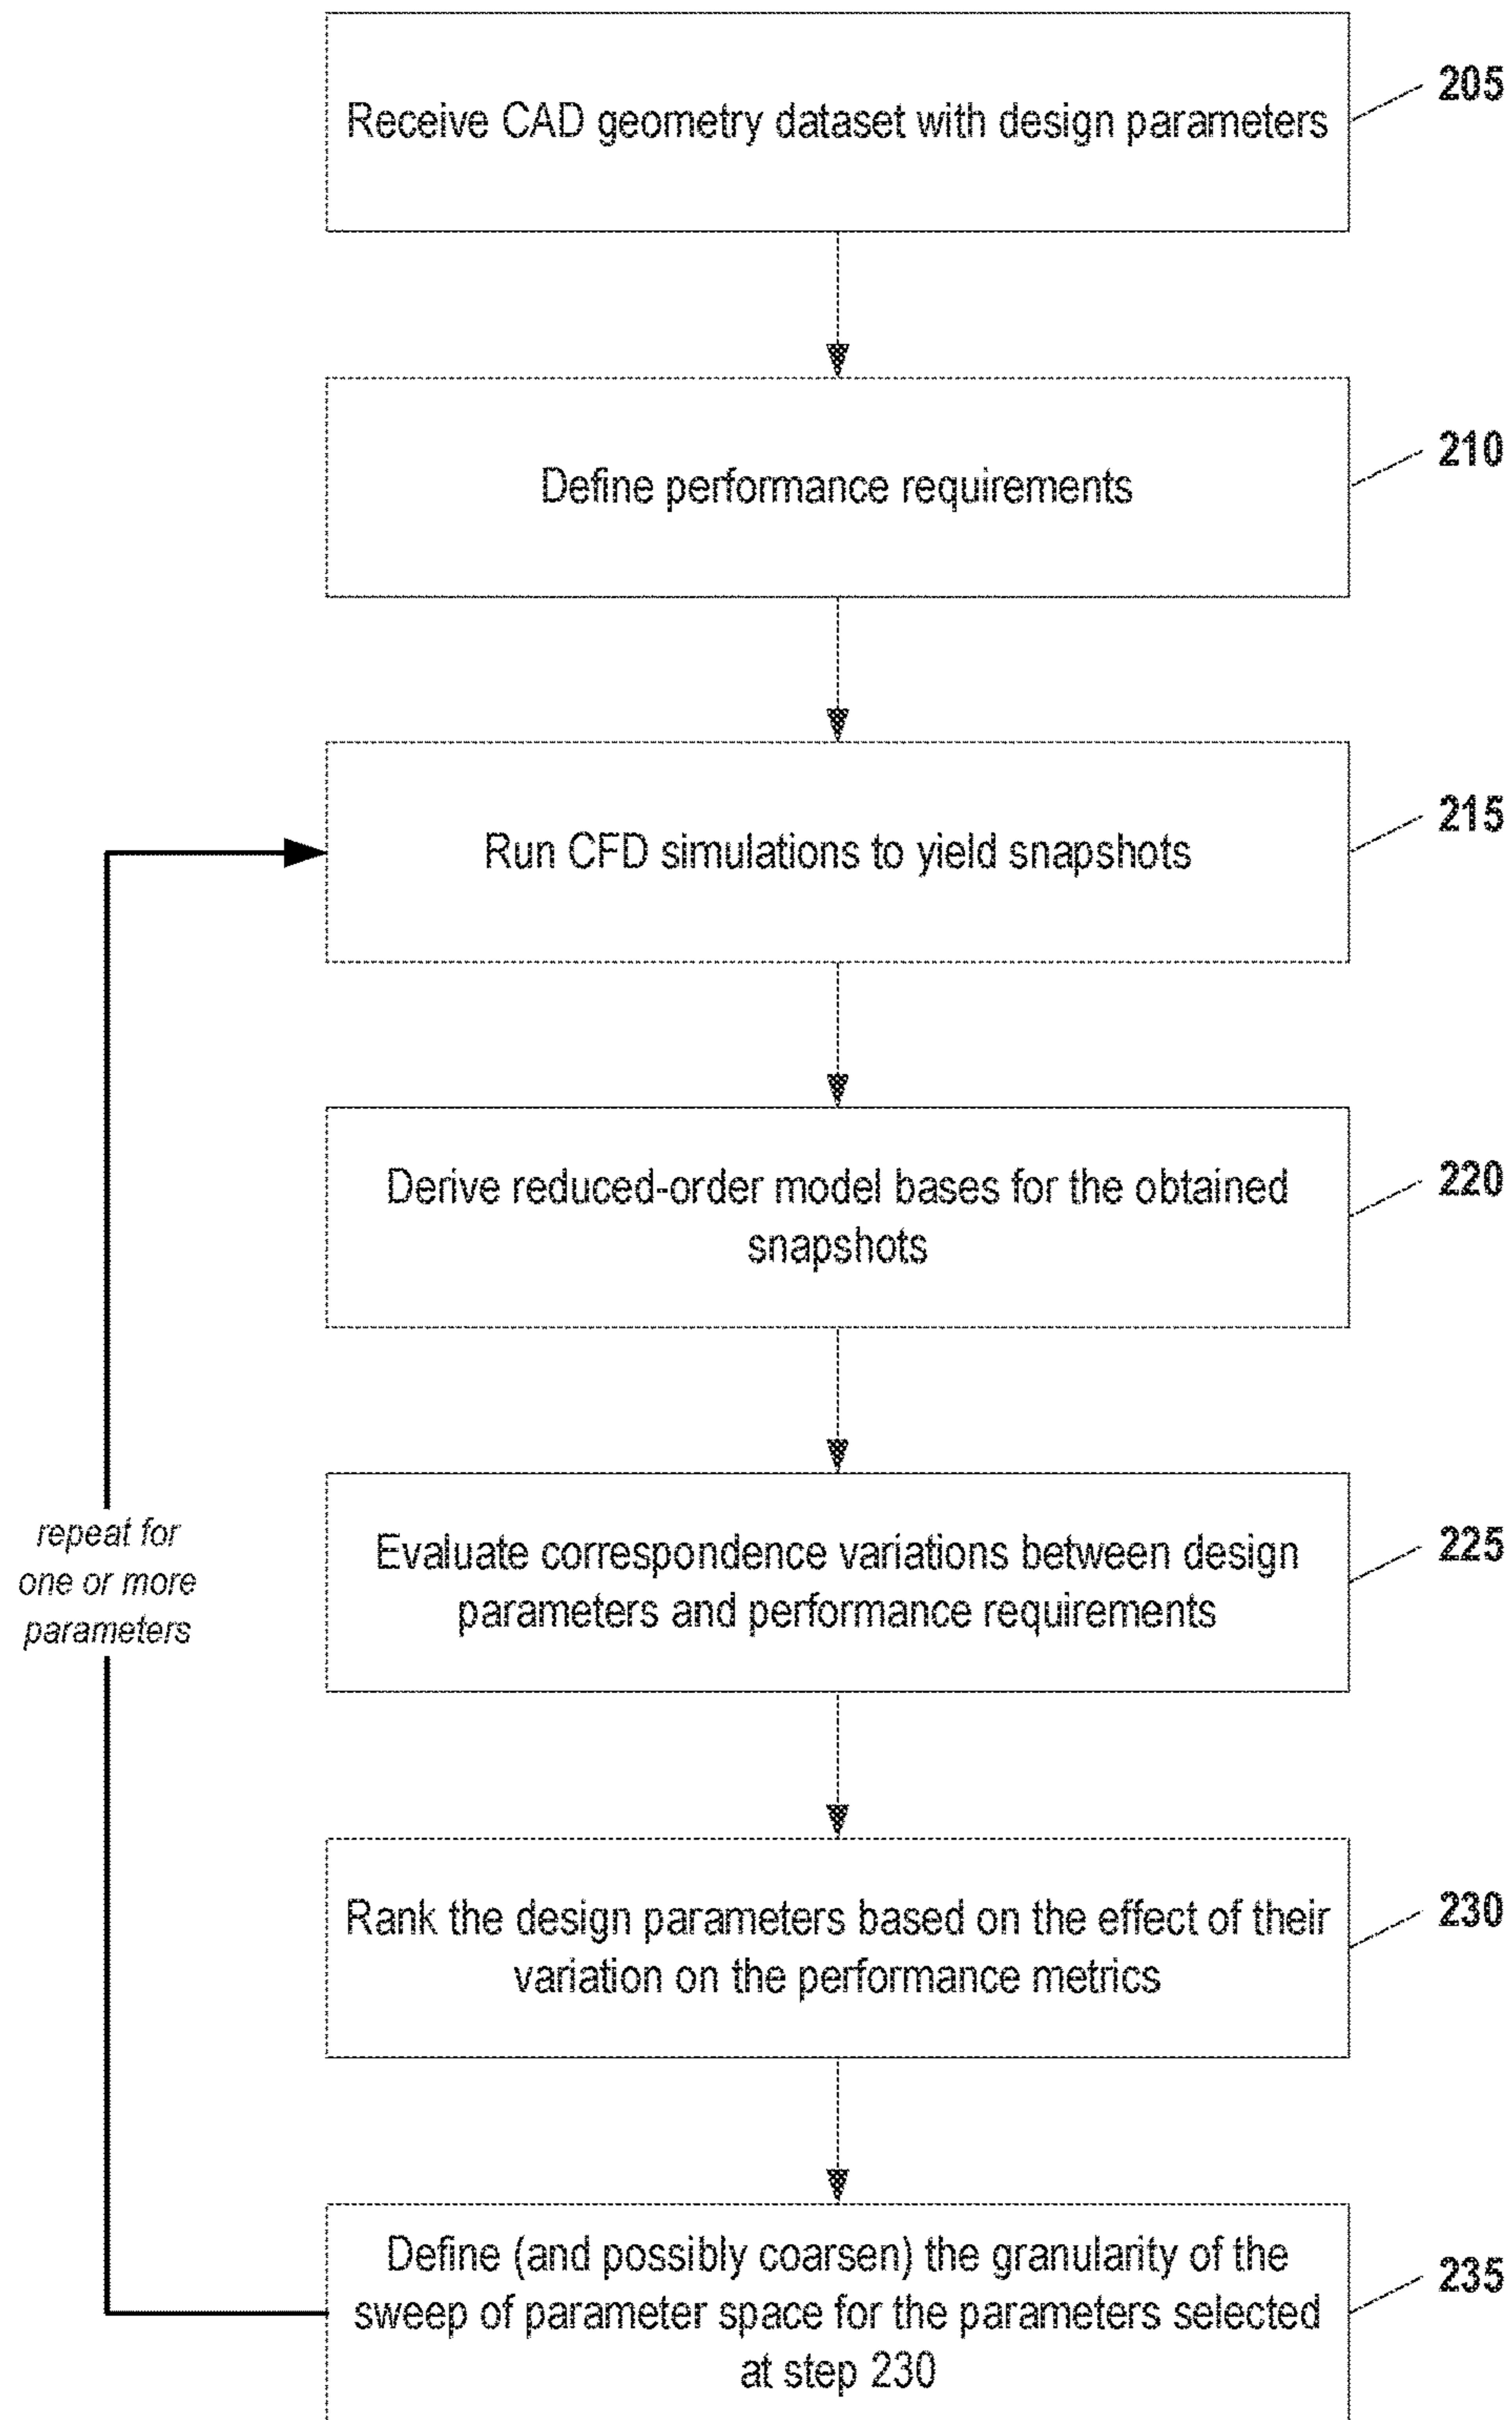 Receive CAD geometry dataset with design parameters
205
Define performance requirements
210
Run CFD simulations to yield snapshots
215
Derive reduced-order model bases for the obtained
snapshots
220
Evaluate correspondence variations between design
parameters and performance requirements
225
repeat for
one or more
parameters
Rank the design parameters based on the effect of their
variation on the performance metrics
230
Define (and possibly coarsen) the granularity of the
sweep of parameter space for the parameters selected
at step 230
235